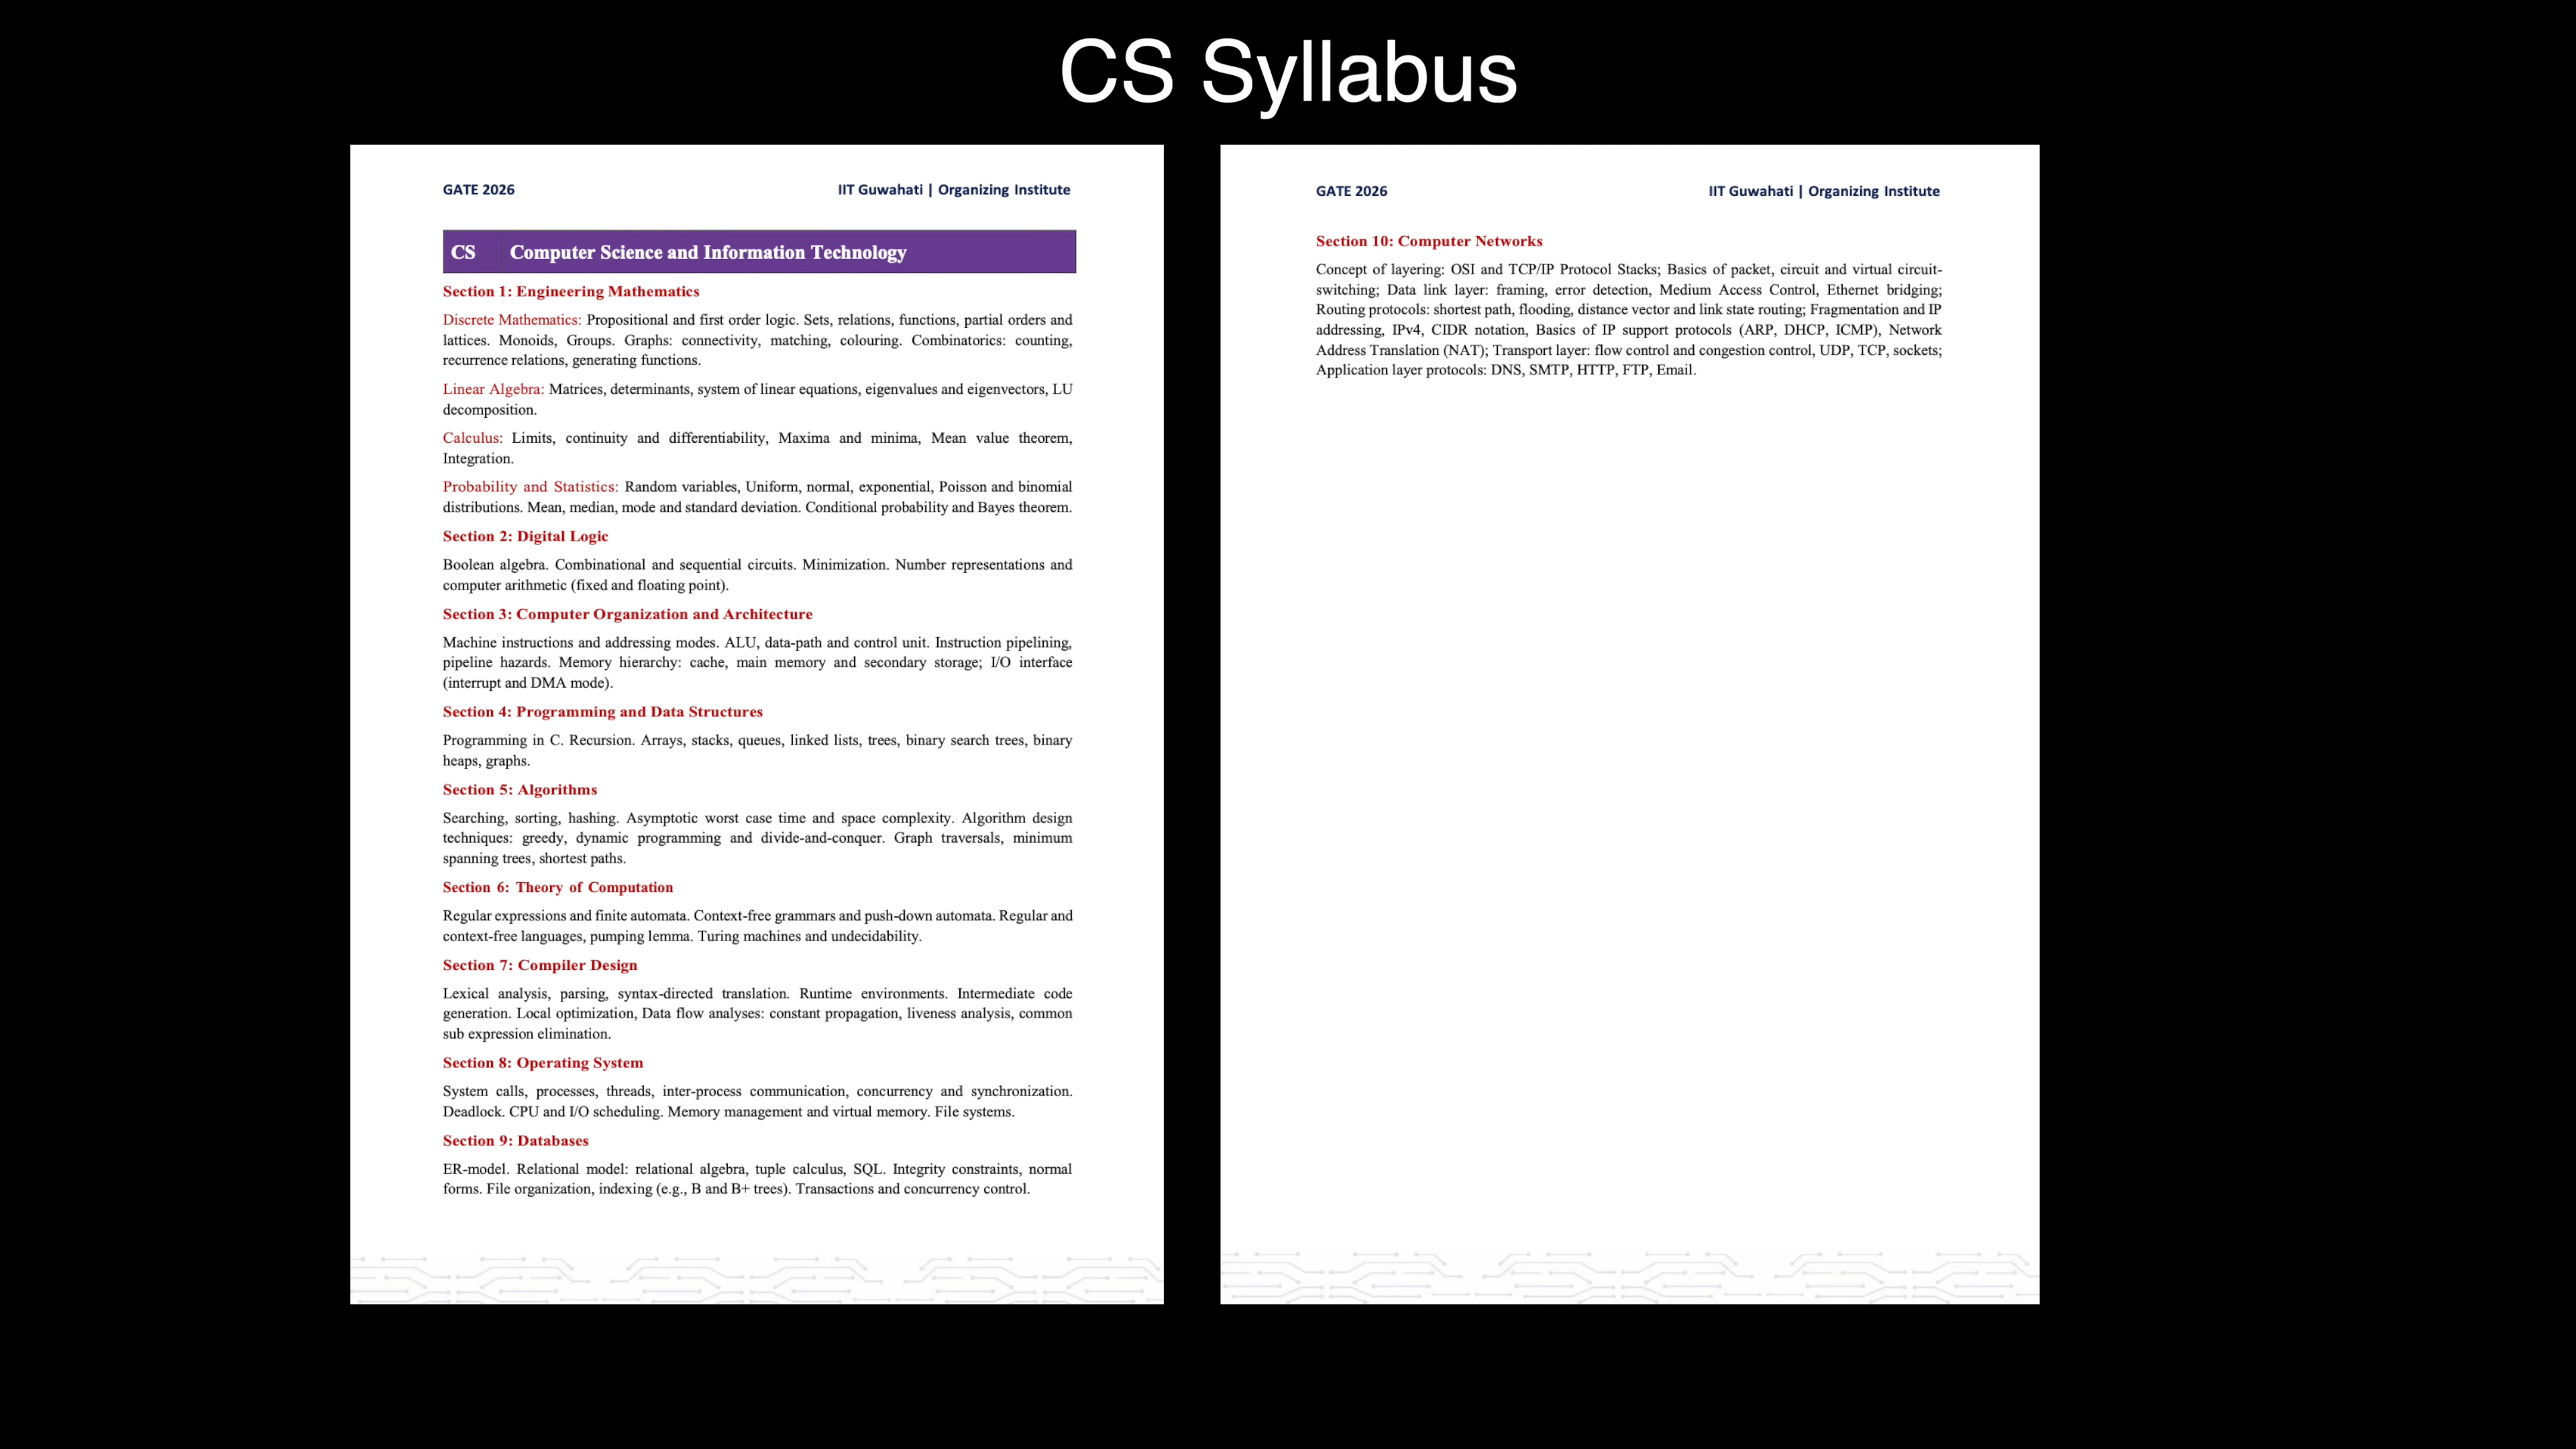 CS Syllabus
GATE 2026
IIT Guwahati | Organizing Institute
CS Computer Science and Information Technology
Section 1: Engineering Mathematics
Discrete Mathematics: Propositional and first order logic. Sets, relations, functions, partial orders and
lattices. Monoids, Groups. Graphs: connectivity, matching, colouring. Combinatorics: counting,
recurrence relations, generating functions.
Linear Algebra: Matrices, determinants, system of linear equations, eigenvalues and eigenvectors, LU
decomposition.
Calculus: Limits, continuity and differentiability, Maxima and minima, Mean value theorem,
Integration.
Probability and Statistics: Random variables, Uniform, normal, exponential, Poisson and binomial
distributions. Mean, median, mode and standard deviation. Conditional probability and Bayes theorem.
Section 2: Digital Logic
Boolean algebra. Combinational and sequential circuits. Minimization. Number representations and
computer arithmetic (fixed and floating point).
Section 3: Computer Organization and Architecture
Machine instructions and addressing modes. ALU, data-path and control unit. Instruction pipelining,
pipeline hazards. Memory hierarchy: cache, main memory and secondary storage; I/O interface
(interrupt and DMA mode).
Section 4: Programming and Data Structures
Programming in C. Recursion. Arrays, stacks, queues, linked lists, trees, binary search trees, binary
heaps, graphs.
Section 5: Algorithms
Searching, sorting, hashing. Asymptotic worst case time and space complexity. Algorithm design
techniques: greedy, dynamic programming and divide-and-conquer. Graph traversals, minimum
spanning trees, shortest paths.
Section 6: Theory of Computation
Regular expressions and finite automata. Context-free grammars and push-down automata. Regular and
context-free languages, pumping lemma. Turing machines and undecidability.
Section 7: Compiler Design
Lexical analysis, parsing, syntax-directed translation. Runtime environments. Intermediate code
generation. Local optimization, Data flow analyses: constant propagation, liveness analysis, common
sub expression elimination.
Section 8: Operating System
System calls, processes, threads, inter-process communication, concurrency and synchronization.
Deadlock. CPU and I/O scheduling. Memory management and virtual memory. File systems.
Section 9: Databases
ER-model. Relational model: relational algebra, tuple calculus, SQL. Integrity constraints, normal
forms. File organization, indexing (e.g., B and B+ trees). Transactions and concurrency control.
GATE 2026
IIT Guwahati | Organizing Institute
Section 10: Computer Networks
Concept of layering: OSI and TCP/IP Protocol Stacks; Basics of packet, circuit and virtual circuit-
switching; Data link layer: framing, error detection, Medium Access Control, Ethernet bridging;
Routing protocols: shortest path, flooding, distance vector and link state routing; Fragmentation and IP
addressing, IPv4, CIDR notation, Basics of IP support protocols (ARP, DHCP, ICMP), Network
Address Translation (NAT); Transport layer: flow control and congestion control, UDP, TCP, sockets;
Application layer protocols: DNS, SMTP, HTTP, FTP, Email.